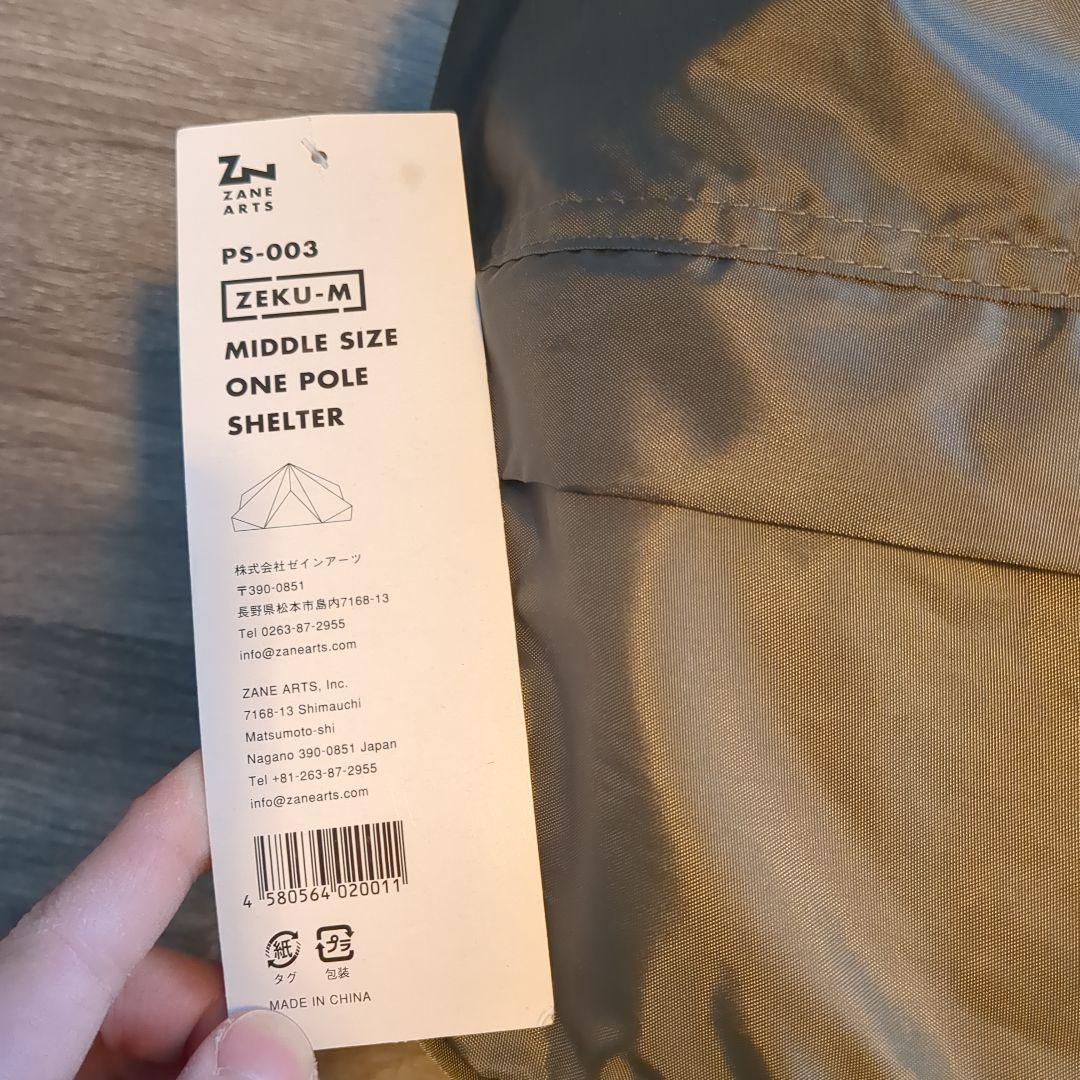 ZN
ZANE
ARTS
PS-003
ZEKU-M
MIDDLE SIZE
ONE POLE
SHELTER
株式会社ゼインアーツ
〒390-0851
長野県松本市島内7168-13
Tel 0263-87-2955
info@zanearts.com
ZANE ARTS, Inc.
7168-13 Shimauchi
Matsumoto-shi
Nagano 390-0851 Japan
Tel +81-263-87-2955
info@zanearts.com
4 580564 020011
紙 プラ
タグ 包装
MADE IN CHINA